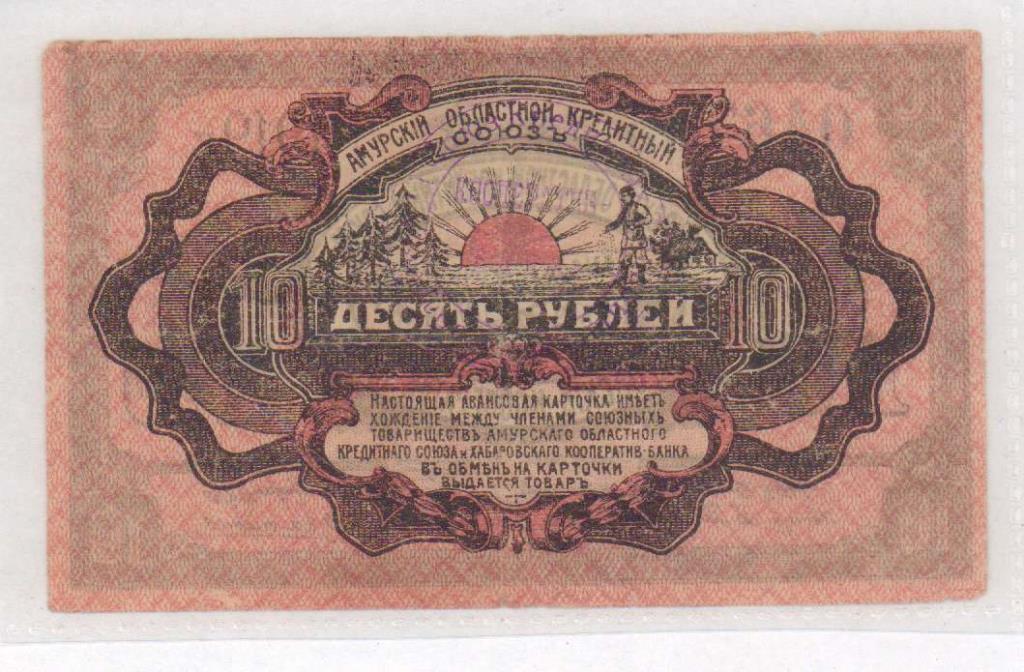 АМУРСКІЙ ОБЛАСТНОЙ КРЕДИТНЫЙ
СОЮЗЪ
10 ДЕСЯТЬ РУБЛЕЙ 10
НАСТОЯЩАЯ АВАНСОВАЯ КАРТОЧКА ИМѢЕТЪ
ХОЖДЕНІЕ МЕЖДУ ЧЛЕНАМИ СОЮЗНЫХЪ
ТОВАРИЩЕСТВЪ АМУРСКАГО ОБЛАСТНОГО
КРЕДИТНАГО СОЮЗА И ХАБАРОВСКАГО КООПЕРАТИВ-БАНКА
ВЪ ОБМѢНЪ НА КАРТОЧКИ
ВЫДАЕТСЯ ТОВАРЪ